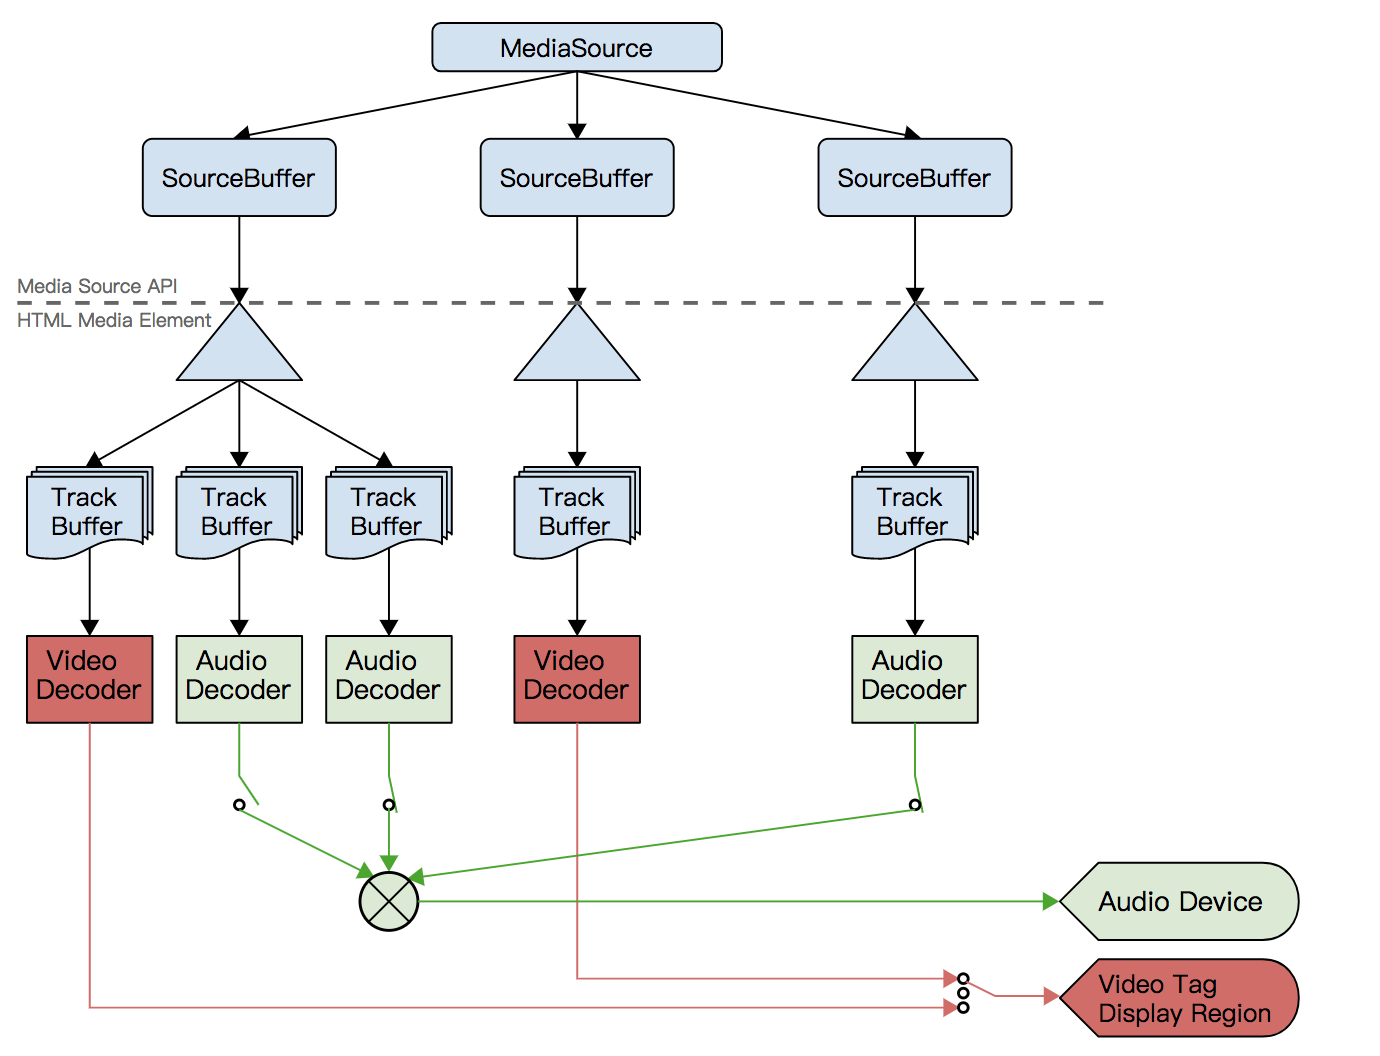 MediaSource
SourceBuffer
SourceBuffer
SourceBuffer
Media Source API
HTML Media Element
Track
Buffer
Track
Buffer
Track
Buffer
Track
Buffer
Track
Buffer
Video
Decoder
Audio
Decoder
Audio
Decoder
Video
Decoder
Audio
Decoder
Audio Device
Video Tag
Display Region